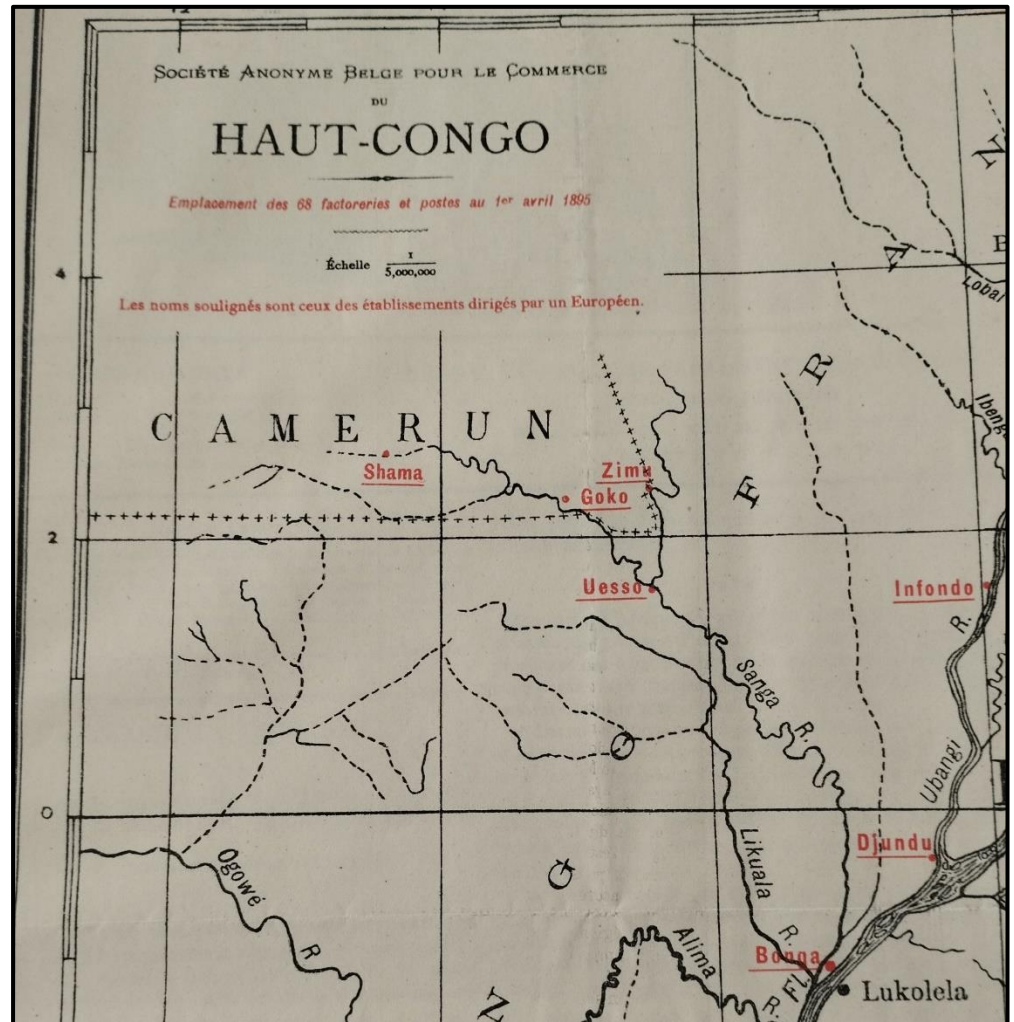 SOCIÉTÉ ANONYME BELGE POUR LE COMMERCE
DU
HAUT-CONGO
Emplacement des 68 factoreries et postes au 1er avril 1895
Échelle 1/5,000,000
Les noms soulignés sont ceux des établissements dirigés par un Européen.
4
A
Lobai
N
R
Ibeng
CAMERUN
Shama
Zimu
Goko
F
2
Uesso
Infondo
R.
Sanga R.
Ubangi
0
Djundu
Ogowé R
G
Likuala R.
Bonga
Alima
R.
Fl.
Lukolela
N